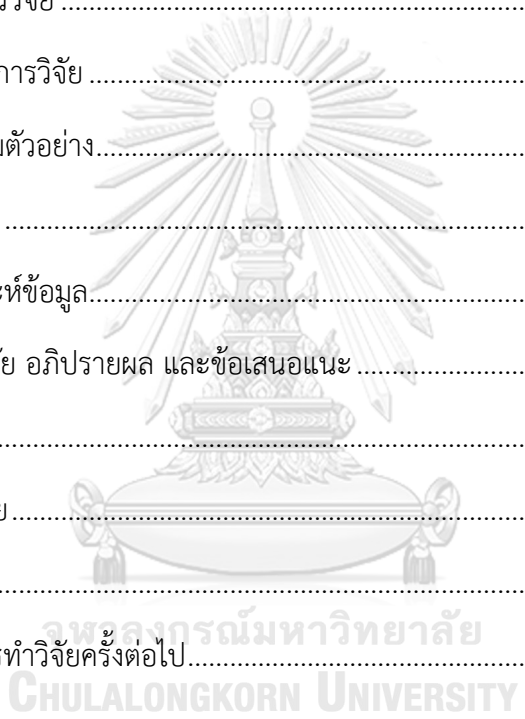 วิจัย
การวิจัย
ตัวอย่าง
ห์ข้อมูล
ัย อภิปรายผล และข้อเสนอแนะ
ย
จุฬาลงกรณ์มหาวิทยาลัย
ทำวิจัยครั้งต่อไป
CHULALONGKORN UNIVERSITY